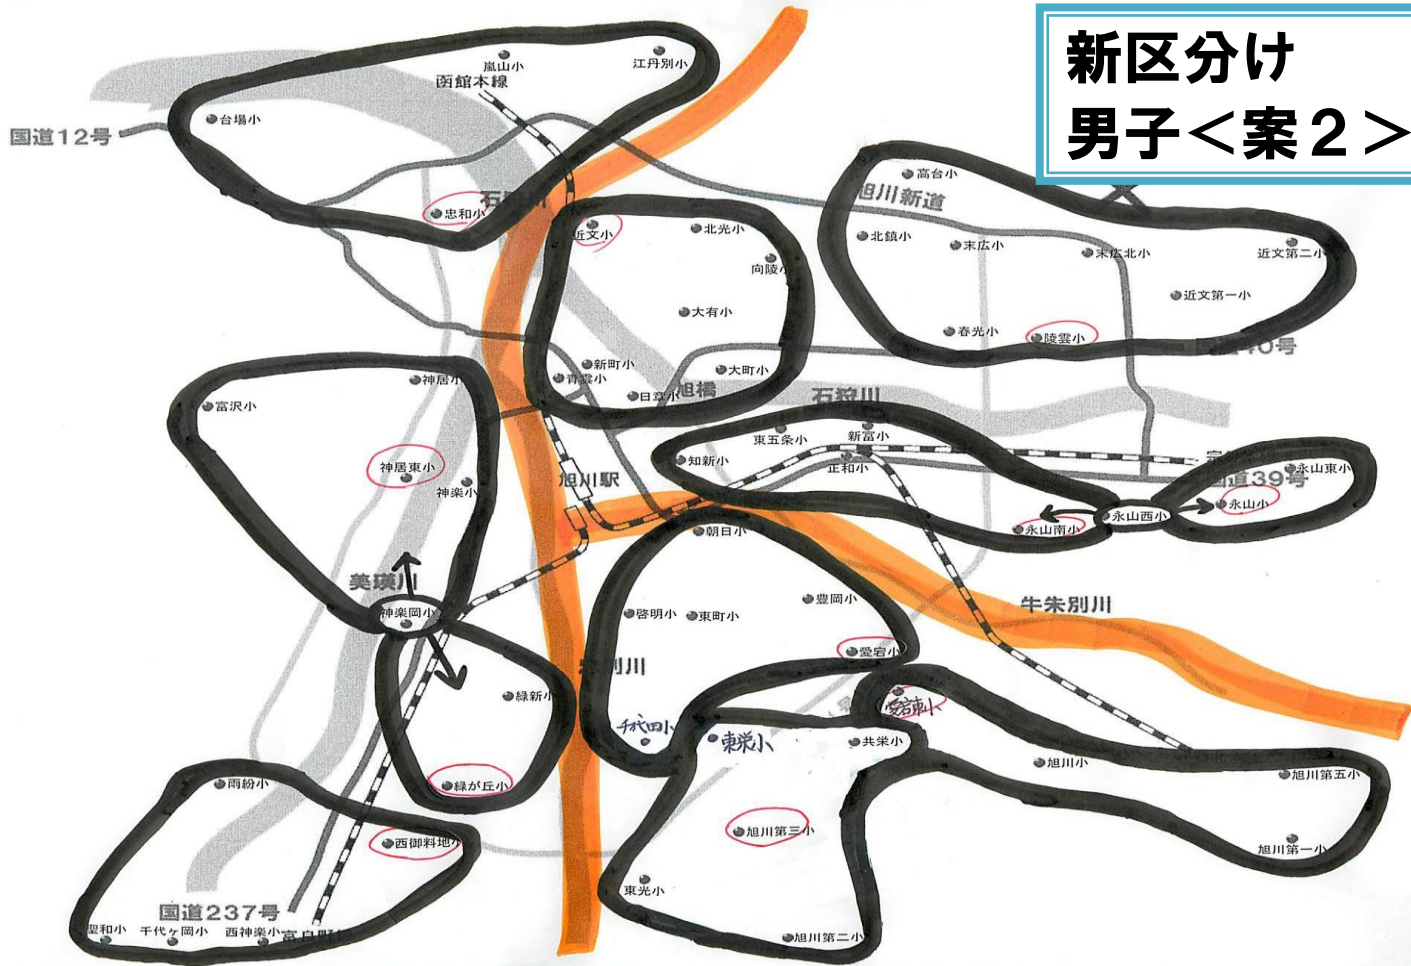 新区分け
男子＜案２＞
嵐山小
江丹別小
函館本線
台場小
国道12号
忠和小
近文小
北光小
向陵小
大有小
新町小
青雲小
日章小
大町小
旭橋
高台小
旭川新道
北鎮小
末広小
末広北小
近文第二小
近文第一小
春光小
陵雲小
石狩川
神居小
富沢小
神居東小
神楽小
旭川駅
東五条小
新富小
知新小
正和小
永山東小
国道39号
永山小
永山西小
永山南小
朝日小
美瑛川
神楽岡小
豊岡小
牛朱別川
啓明小
東町小
愛宕小
緑新小
千代田小
東栄小
共栄小
愛宕東小
旭川小
旭川第五小
雨紛小
緑が丘小
旭川第三小
西御料地小
旭川第一小
東光小
国道237号
聖和小
千代ヶ岡小
西神楽小
旭川第二小